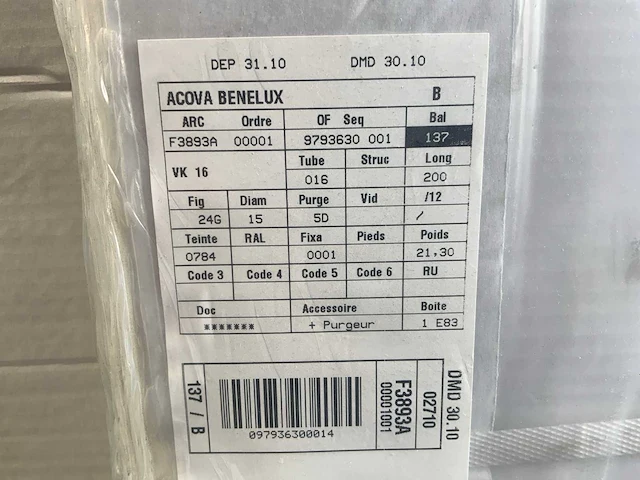 DEP 31.10 DMD 30.10
ACOVA BENELUX B
ARC Ordre OF Seq Bal
F3893A 00001 9793630 001 137
VK 16 Tube Struc Long
016 200
Fig Diam Purge Vid /12
24G 15 5D /
Teinte RAL Fixa Pieds Poids
0784 0001 21,30
Code 3 Code 4 Code 5 Code 6 RU
Doc Accessoire Boite
******* + Purgeur 1 E83
137 / B
097936300014
F3893A
00001001
02710
DMD 30.10